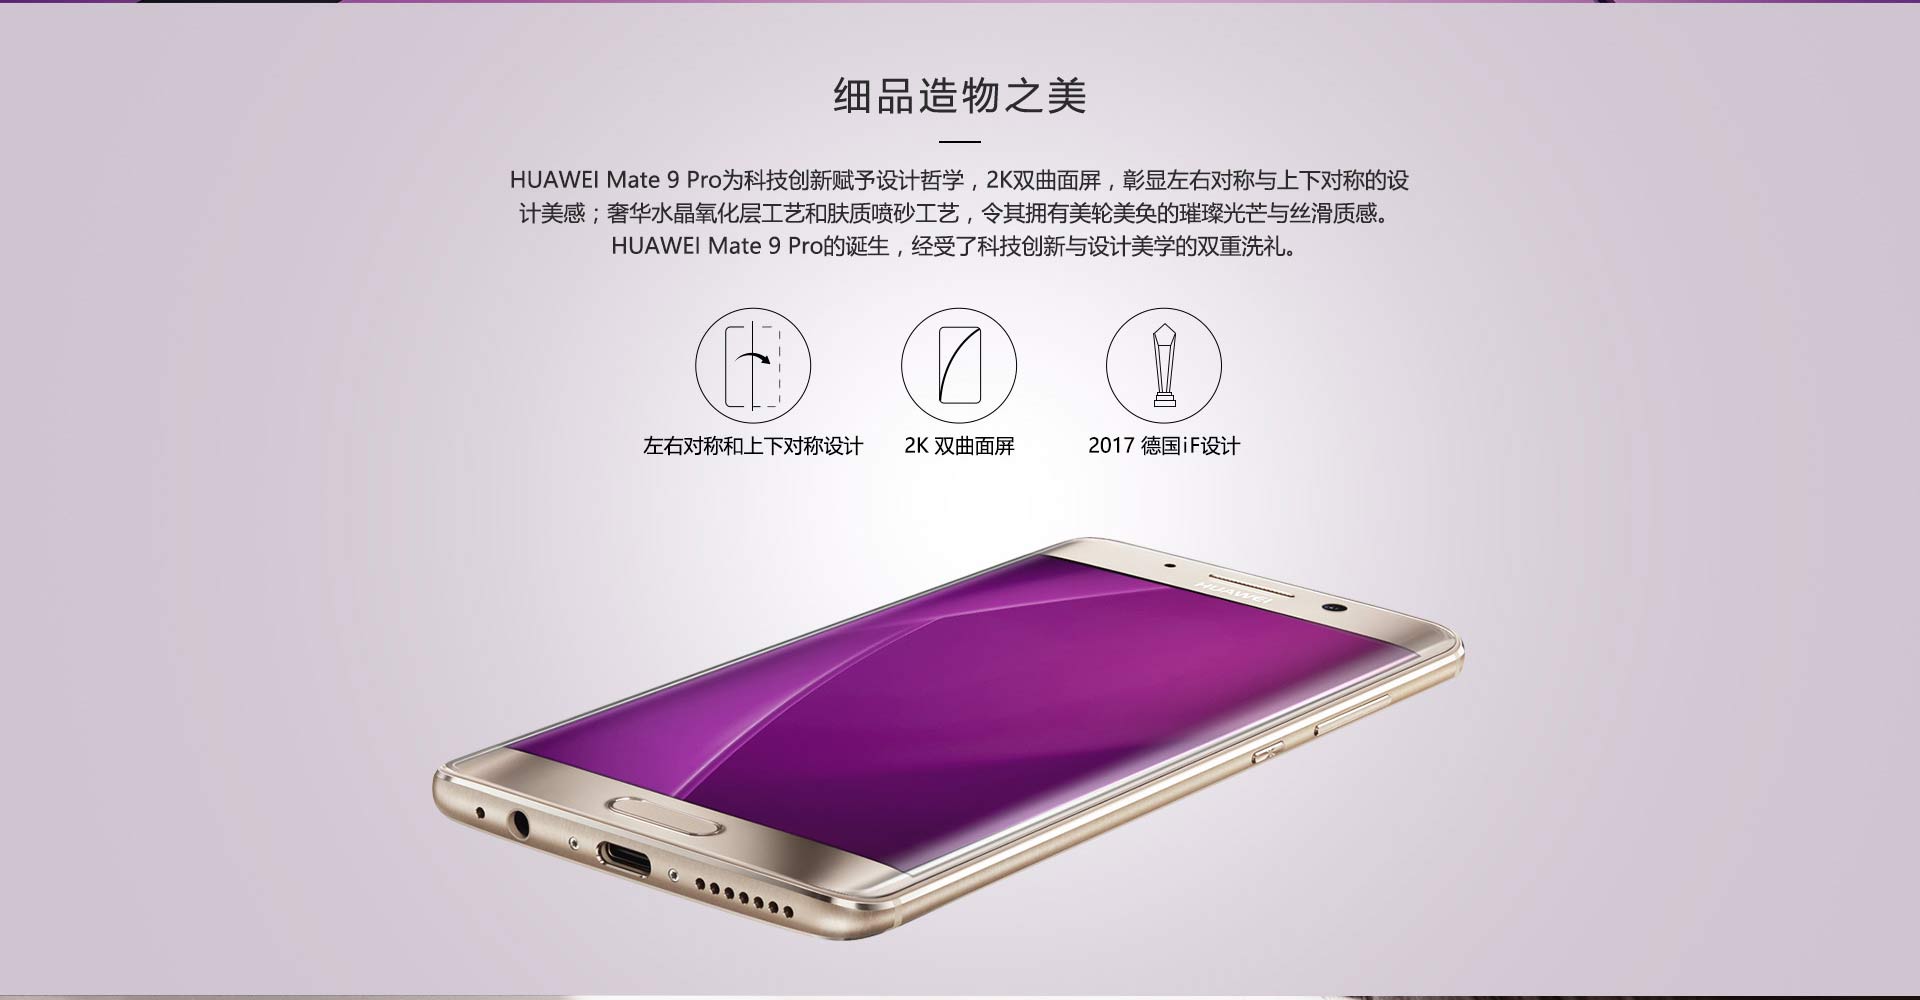 细品造物之美
HUAWEI Mate 9 Pro为科技创新赋予设计哲学，2K双曲面屏，彰显左右对称与上下对称的设
计美感；奢华水晶氧化层工艺和肤质喷砂工艺，令其拥有美轮美奂的璀璨光芒与丝滑质感。
HUAWEI Mate 9 Pro的诞生，经受了科技创新与设计美学的双重洗礼。
左右对称和上下对称设计
2K 双曲面屏
2017 德国iF设计
HUAWEI